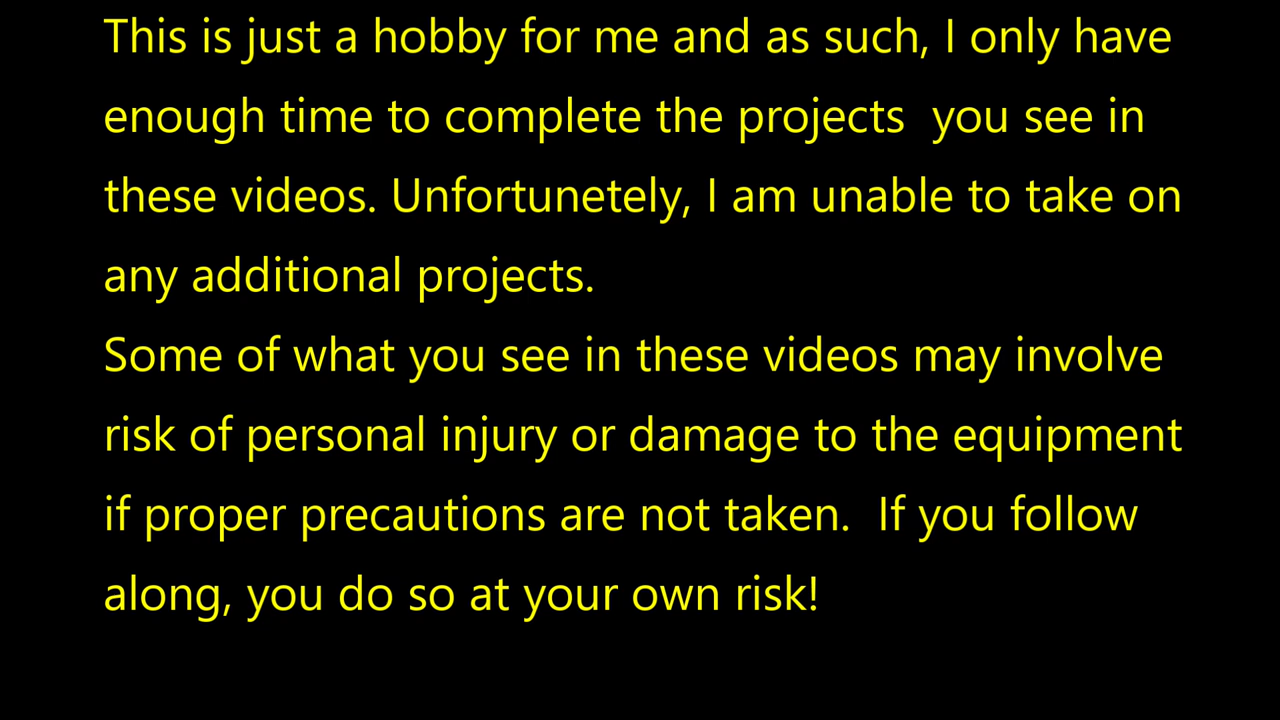 This is just a hobby for me and as such, I only have
enough time to complete the projects  you see in
these videos. Unfortunetely, I am unable to take on
any additional projects.
Some of what you see in these videos may involve
risk of personal injury or damage to the equipment
if proper precautions are not taken.  If you follow
along, you do so at your own risk!